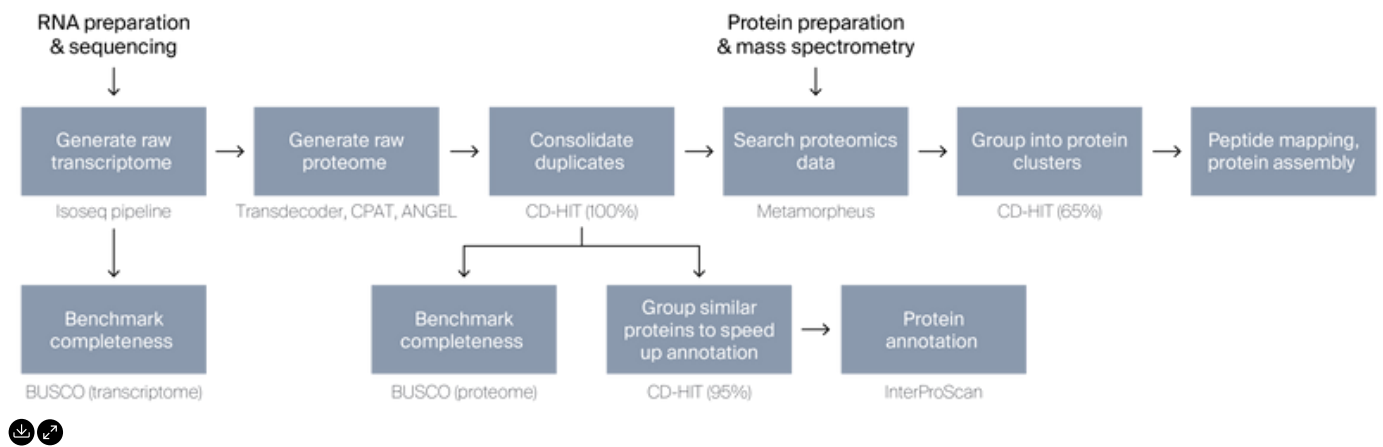 RNA preparation
& sequencing
Protein preparation
& mass spectrometry
Generate raw
transcriptome
Isoseq pipeline
Generate raw
proteome
Transdecoder, CPAT, ANGEL
Consolidate
duplicates
CD-HIT (100%)
Search proteomics
data
Metamorpheus
Group into protein
clusters
CD-HIT (65%)
Peptide mapping,
protein assembly
Benchmark
completeness
BUSCO (transcriptome)
Benchmark
completeness
BUSCO (proteome)
Group similar
proteins to speed
up annotation
CD-HIT (95%)
Protein
annotation
InterProScan